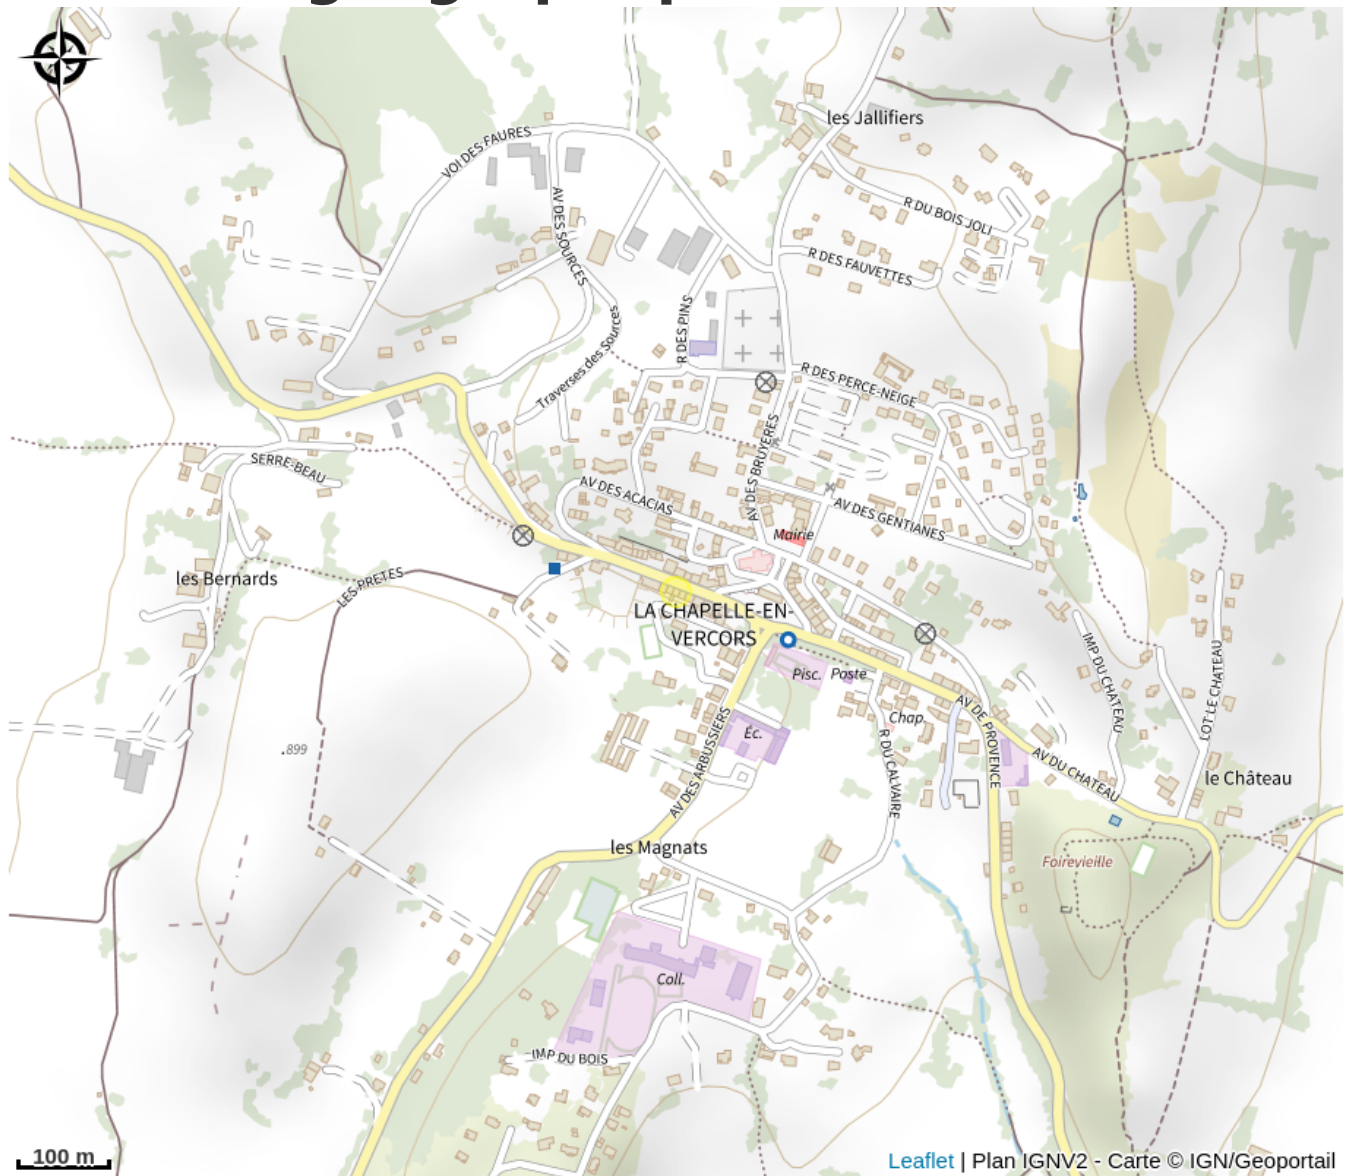 les Jallifiers
VOI DES FAURES
AV DES SOURCES
R DU BOIS JOLI
R DES FAUVETTES
R DES PINS
Traverses des Sources
R DES PERCE-NEIGE
AV DES BRUYERES
SERRE-BEAU
AV DES ACACIAS
AV DES GENTIANES
Mairie
les Bernards
LES PRETES
LA CHAPELLE-EN-
VERCORS
IMP DU CHATEAU
LOT LE CHATEAU
Pisc.
Poste
Chap.
Ec.
AV DE PROVENCE
AV DES ARBUSSIERS
R DU CALVAIRE
AV DU CHATEAU
.899
le Château
les Magnats
Foirevieille
Coll.
IMP DU BOIS
100 m
Leaflet | Plan IGNV2 - Carte © IGN/Geoportail